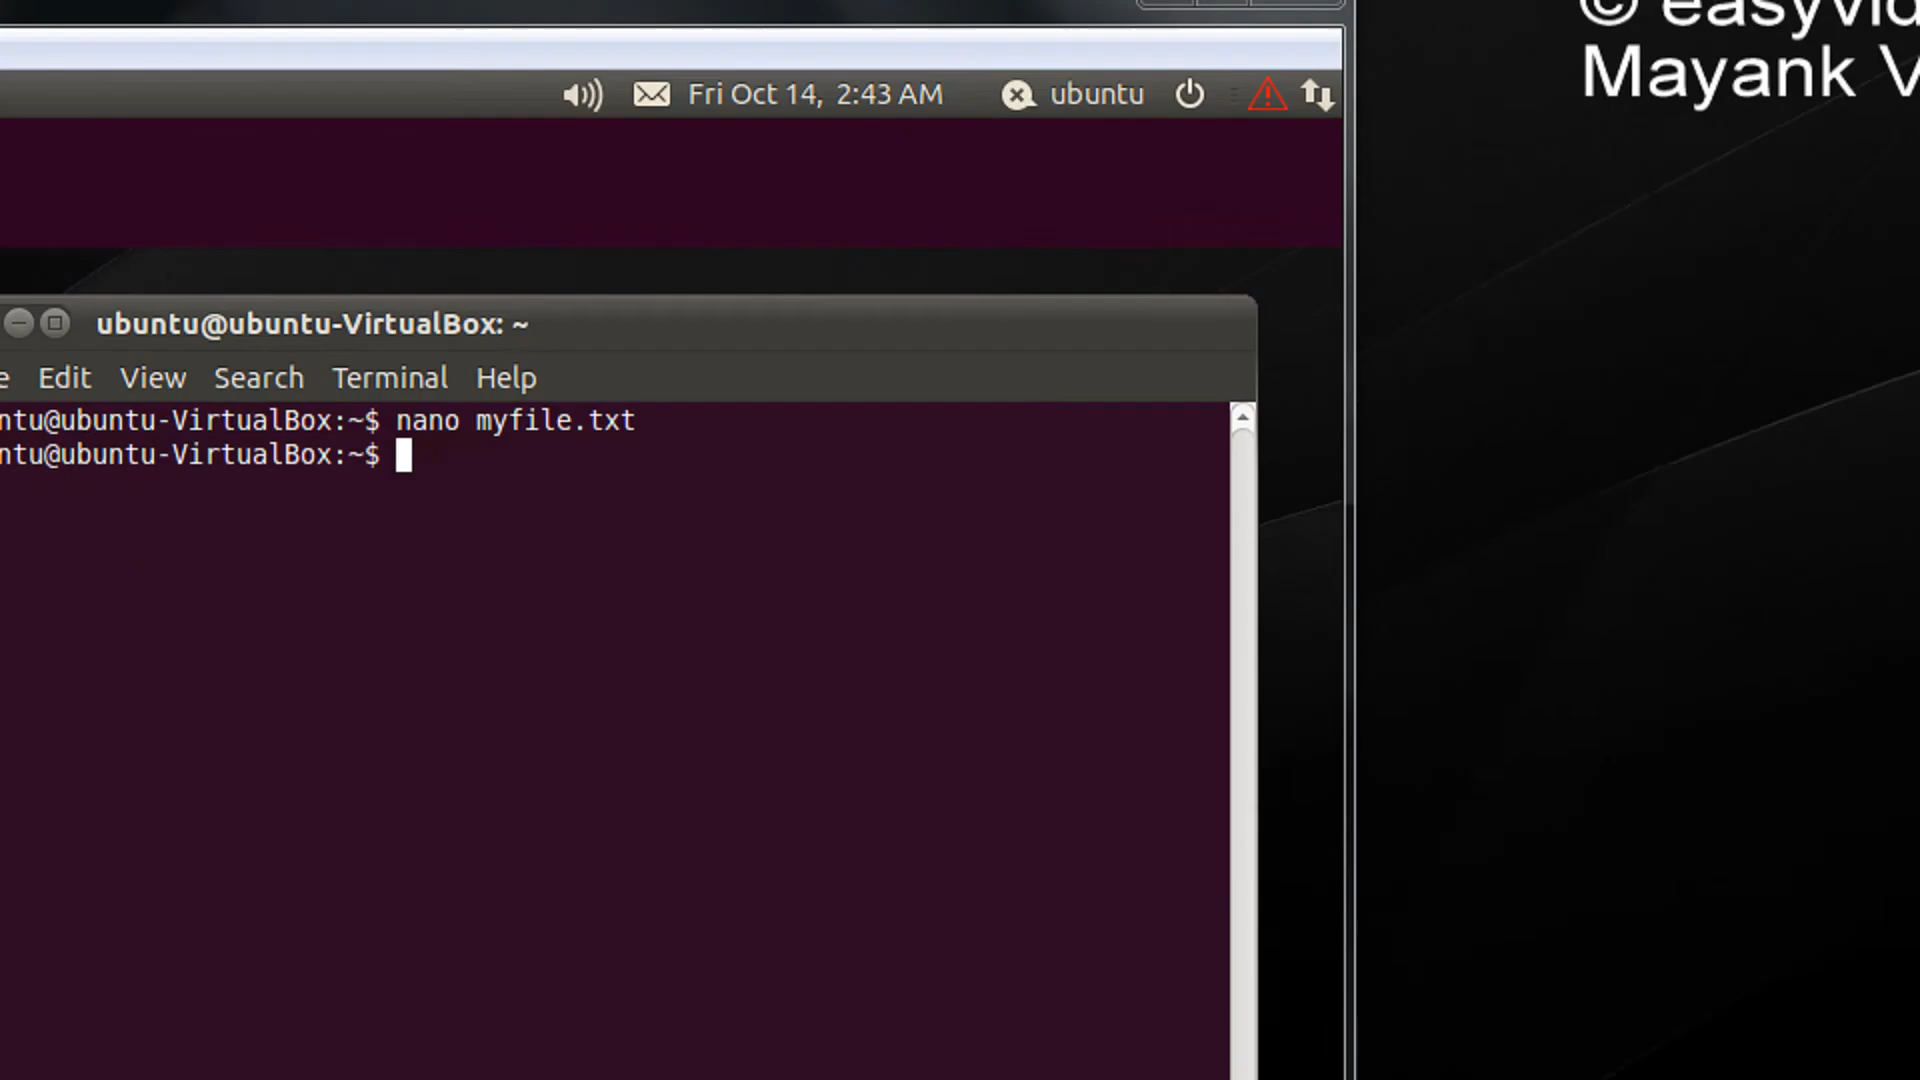 © easyvid
Mayank V
Fri Oct 14, 2:43 AM ubuntu
ubuntu@ubuntu-VirtualBox: ~
e Edit View Search Terminal Help
ntu@ubuntu-VirtualBox:~$ nano myfile.txt
ntu@ubuntu-VirtualBox:~$